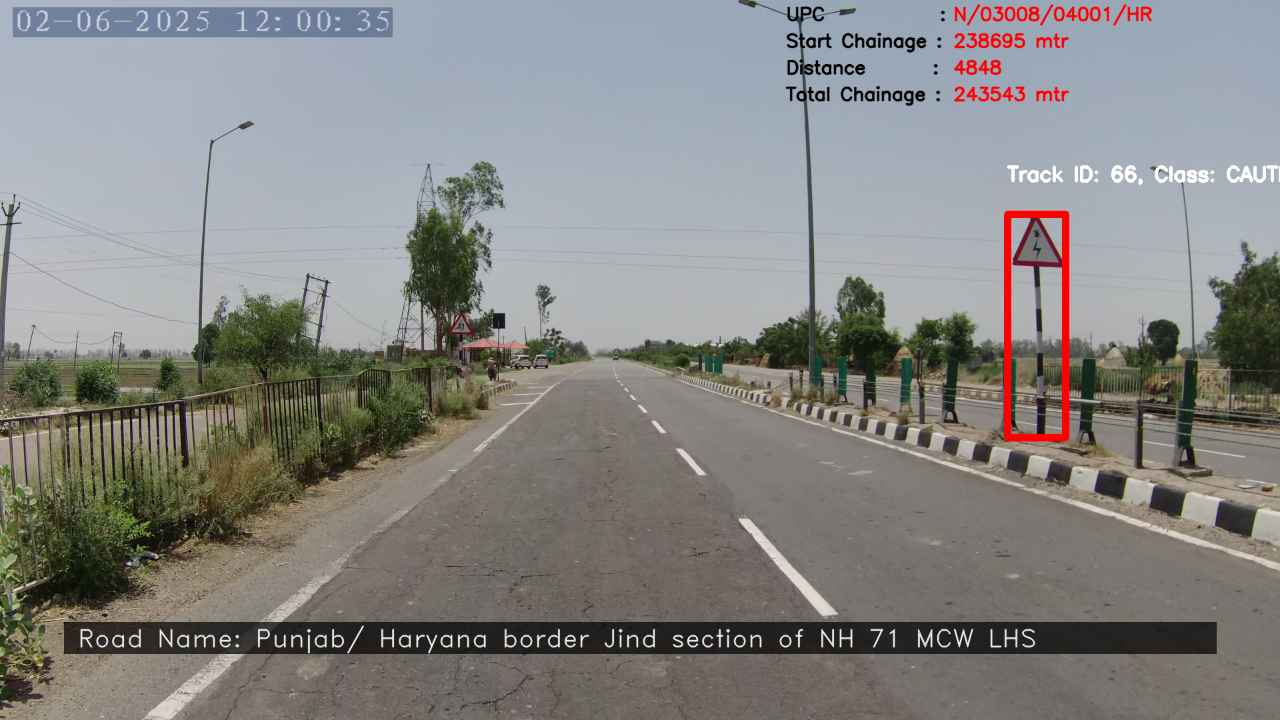 02-06-2025 12:00:35
UPC : N/03008/04001/HR
Start Chainage : 238695 mtr
Distance : 4848
Total Chainage : 243543 mtr
Track ID: 66, Class: CAUTI
Road Name: Punjab/ Haryana border Jind section of NH 71 MCW LHS